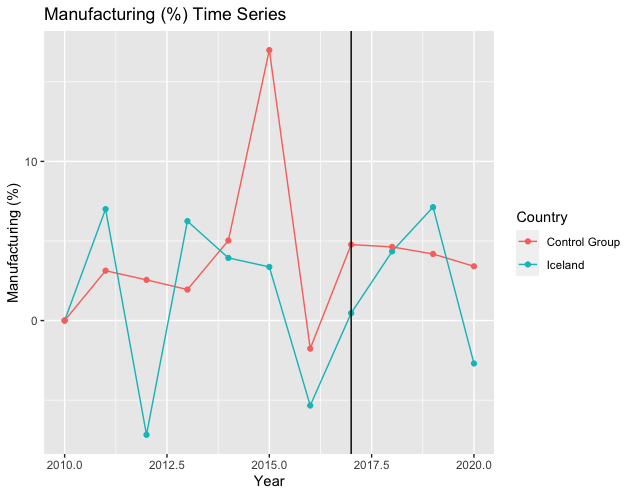 Manufacturing (%) Time Series
Manufacturing (%)
10
0
2010.0 2012.5 2015.0 2017.5 2020.0
Year
Country
Control Group
Iceland